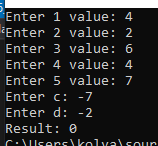 Enter 1 value: 4
Enter 2 value: 2
Enter 3 value: 6
Enter 4 value: 4
Enter 5 value: 7
Enter c: -7
Enter d: -2
Result: 0
C:\Users\kolya\sour